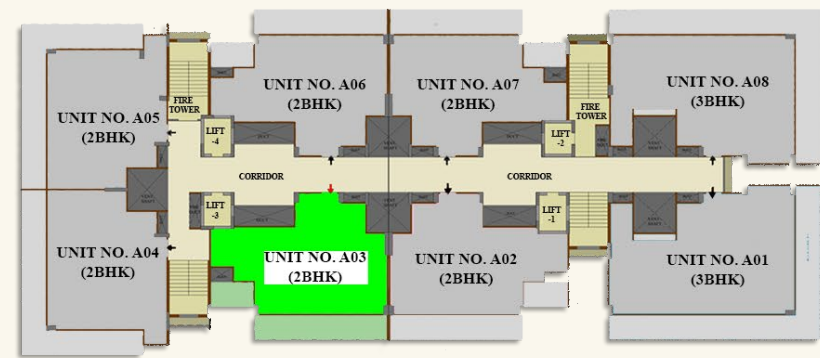 UNIT NO. A06
(2BHK)
UNIT NO. A07
(2BHK)
UNIT NO. A08
(3BHK)
UNIT NO. A05
(2BHK)
FIRE
TOWER
FIRE
TOWER
LIFT
-4
LIFT
-2
CORRIDOR
CORRIDOR
LIFT
-3
LIFT
-1
UNIT NO. A04
(2BHK)
UNIT NO. A03
(2BHK)
UNIT NO. A02
(2BHK)
UNIT NO. A01
(3BHK)